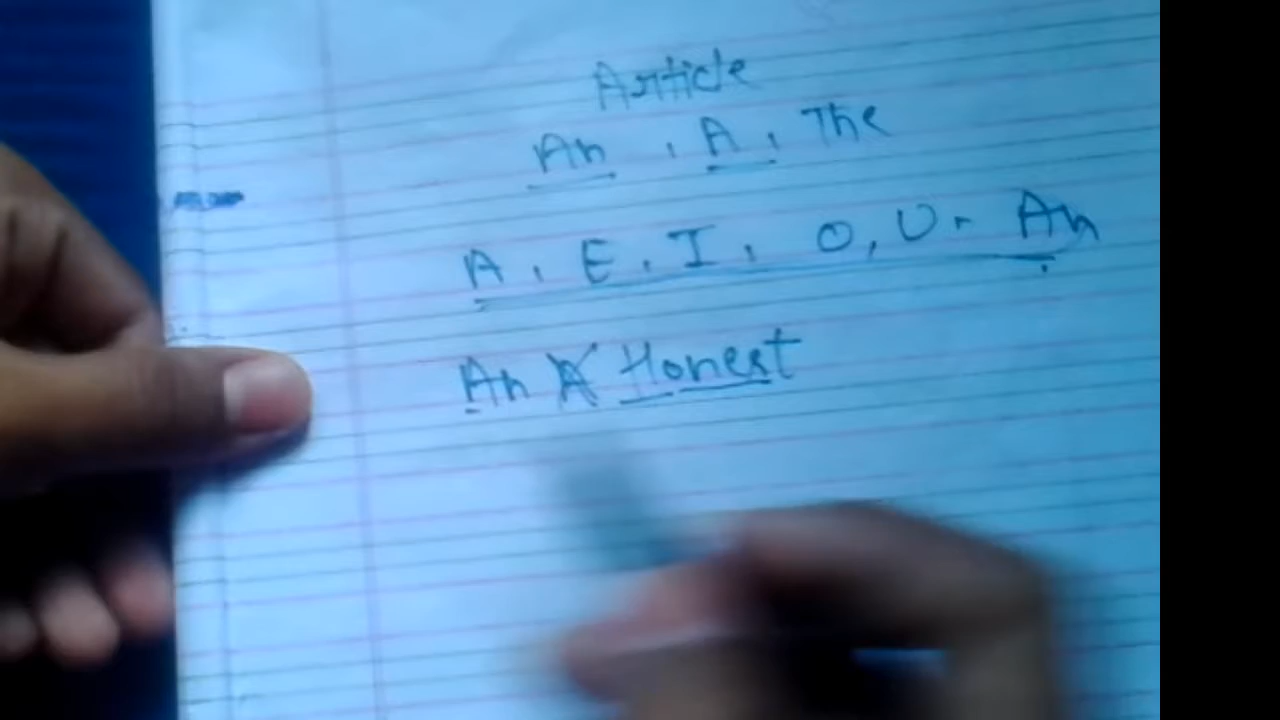 Article
An , A , The
A , E , I , O , U - An
An A Honest